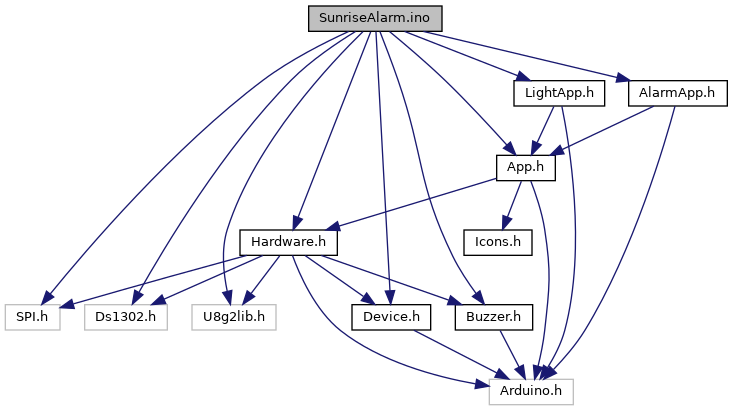 SunriseAlarm.ino
LightApp.h
AlarmApp.h
App.h
Hardware.h
Icons.h
SPI.h
Ds1302.h
U8g2lib.h
Device.h
Buzzer.h
Arduino.h